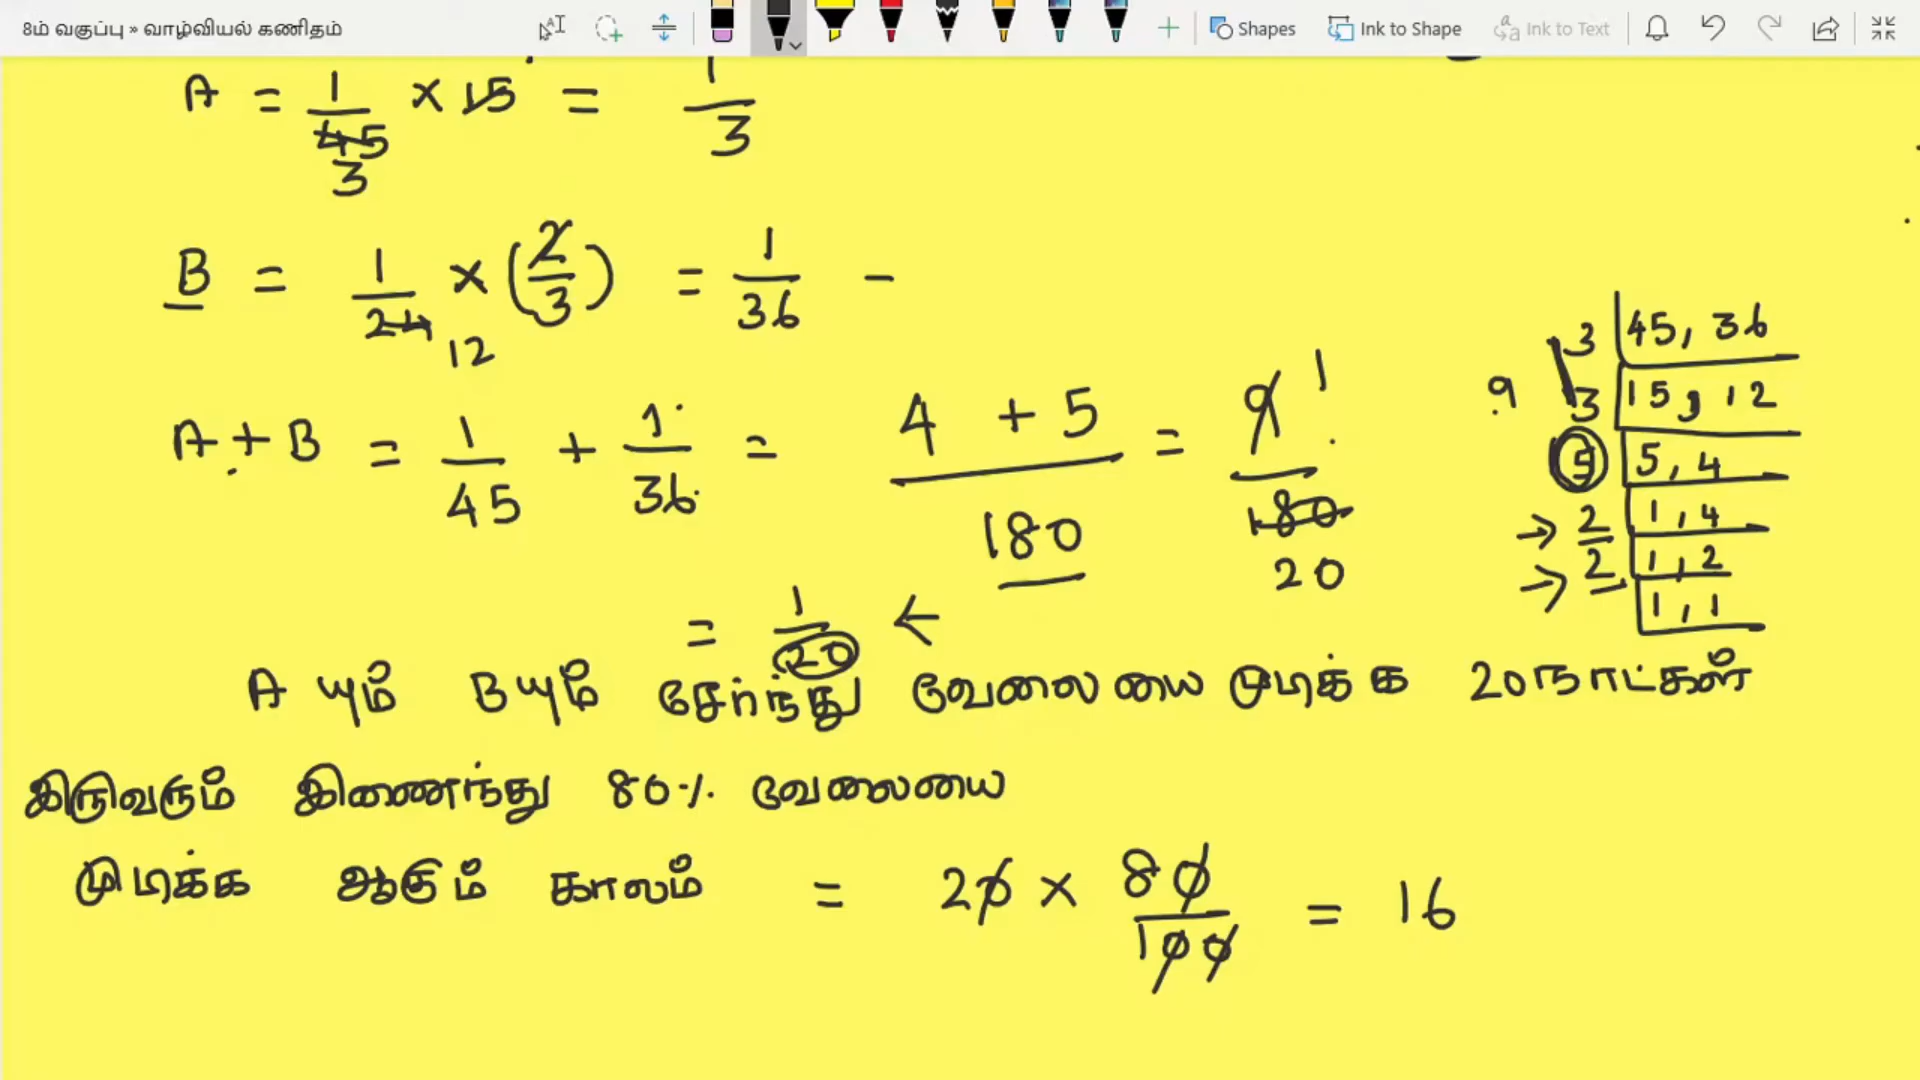 8ம் வகுப்பு » வாழ்வியல் கணிதம் Shapes Ink to Shape Ink to Text
A = 1/45 × 15 = 1/3
3
B = 1/24 × (2/3) = 1/36 -
12
A + B = 1/45 + 1/36 = 4 + 5/180 = 9/180 1
20
= 1/20 ←
3 | 45, 36
9 3 | 15, 12
5 | 5, 4
→ 2 | 1, 4
→ 2 | 1, 2
1, 1
A யும் B யும் சேர்ந்து வேலையை முடிக்க 20 நாட்கள்
இருவரும் இணைந்து 80% வேலையை
முடிக்க ஆகும் காலம் = 20 × 80/100 = 16